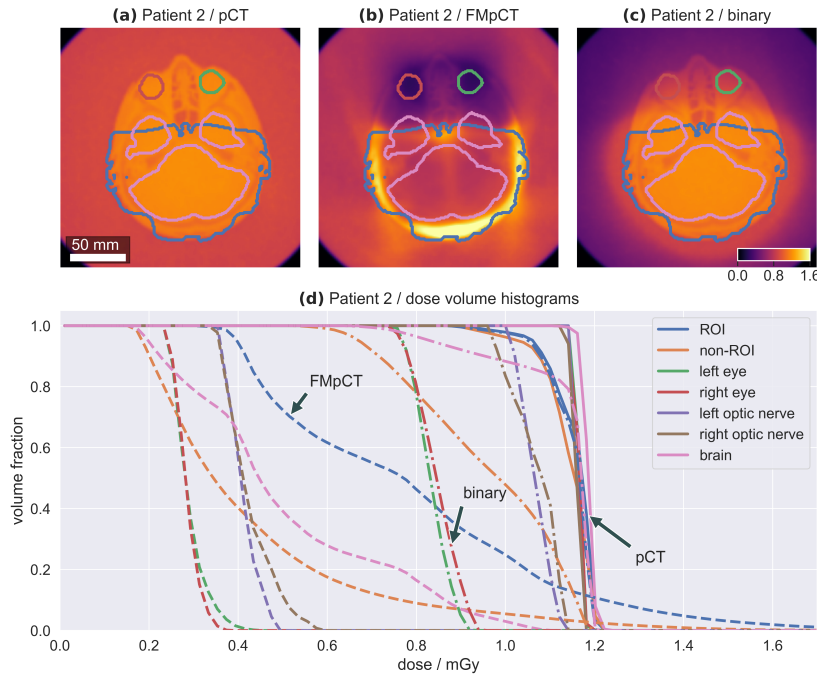 (a) Patient 2 / pCT
(b) Patient 2 / FMpCT
(c) Patient 2 / binary
50 mm
0.0 0.8 1.6
(d) Patient 2 / dose volume histograms
1.0
0.8
0.6
0.4
0.2
0.0
volume fraction
FMpCT
binary
pCT
ROI
non-ROI
left eye
right eye
left optic nerve
right optic nerve
brain
0.0 0.2 0.4 0.6 0.8 1.0 1.2 1.4 1.6
dose / mGy